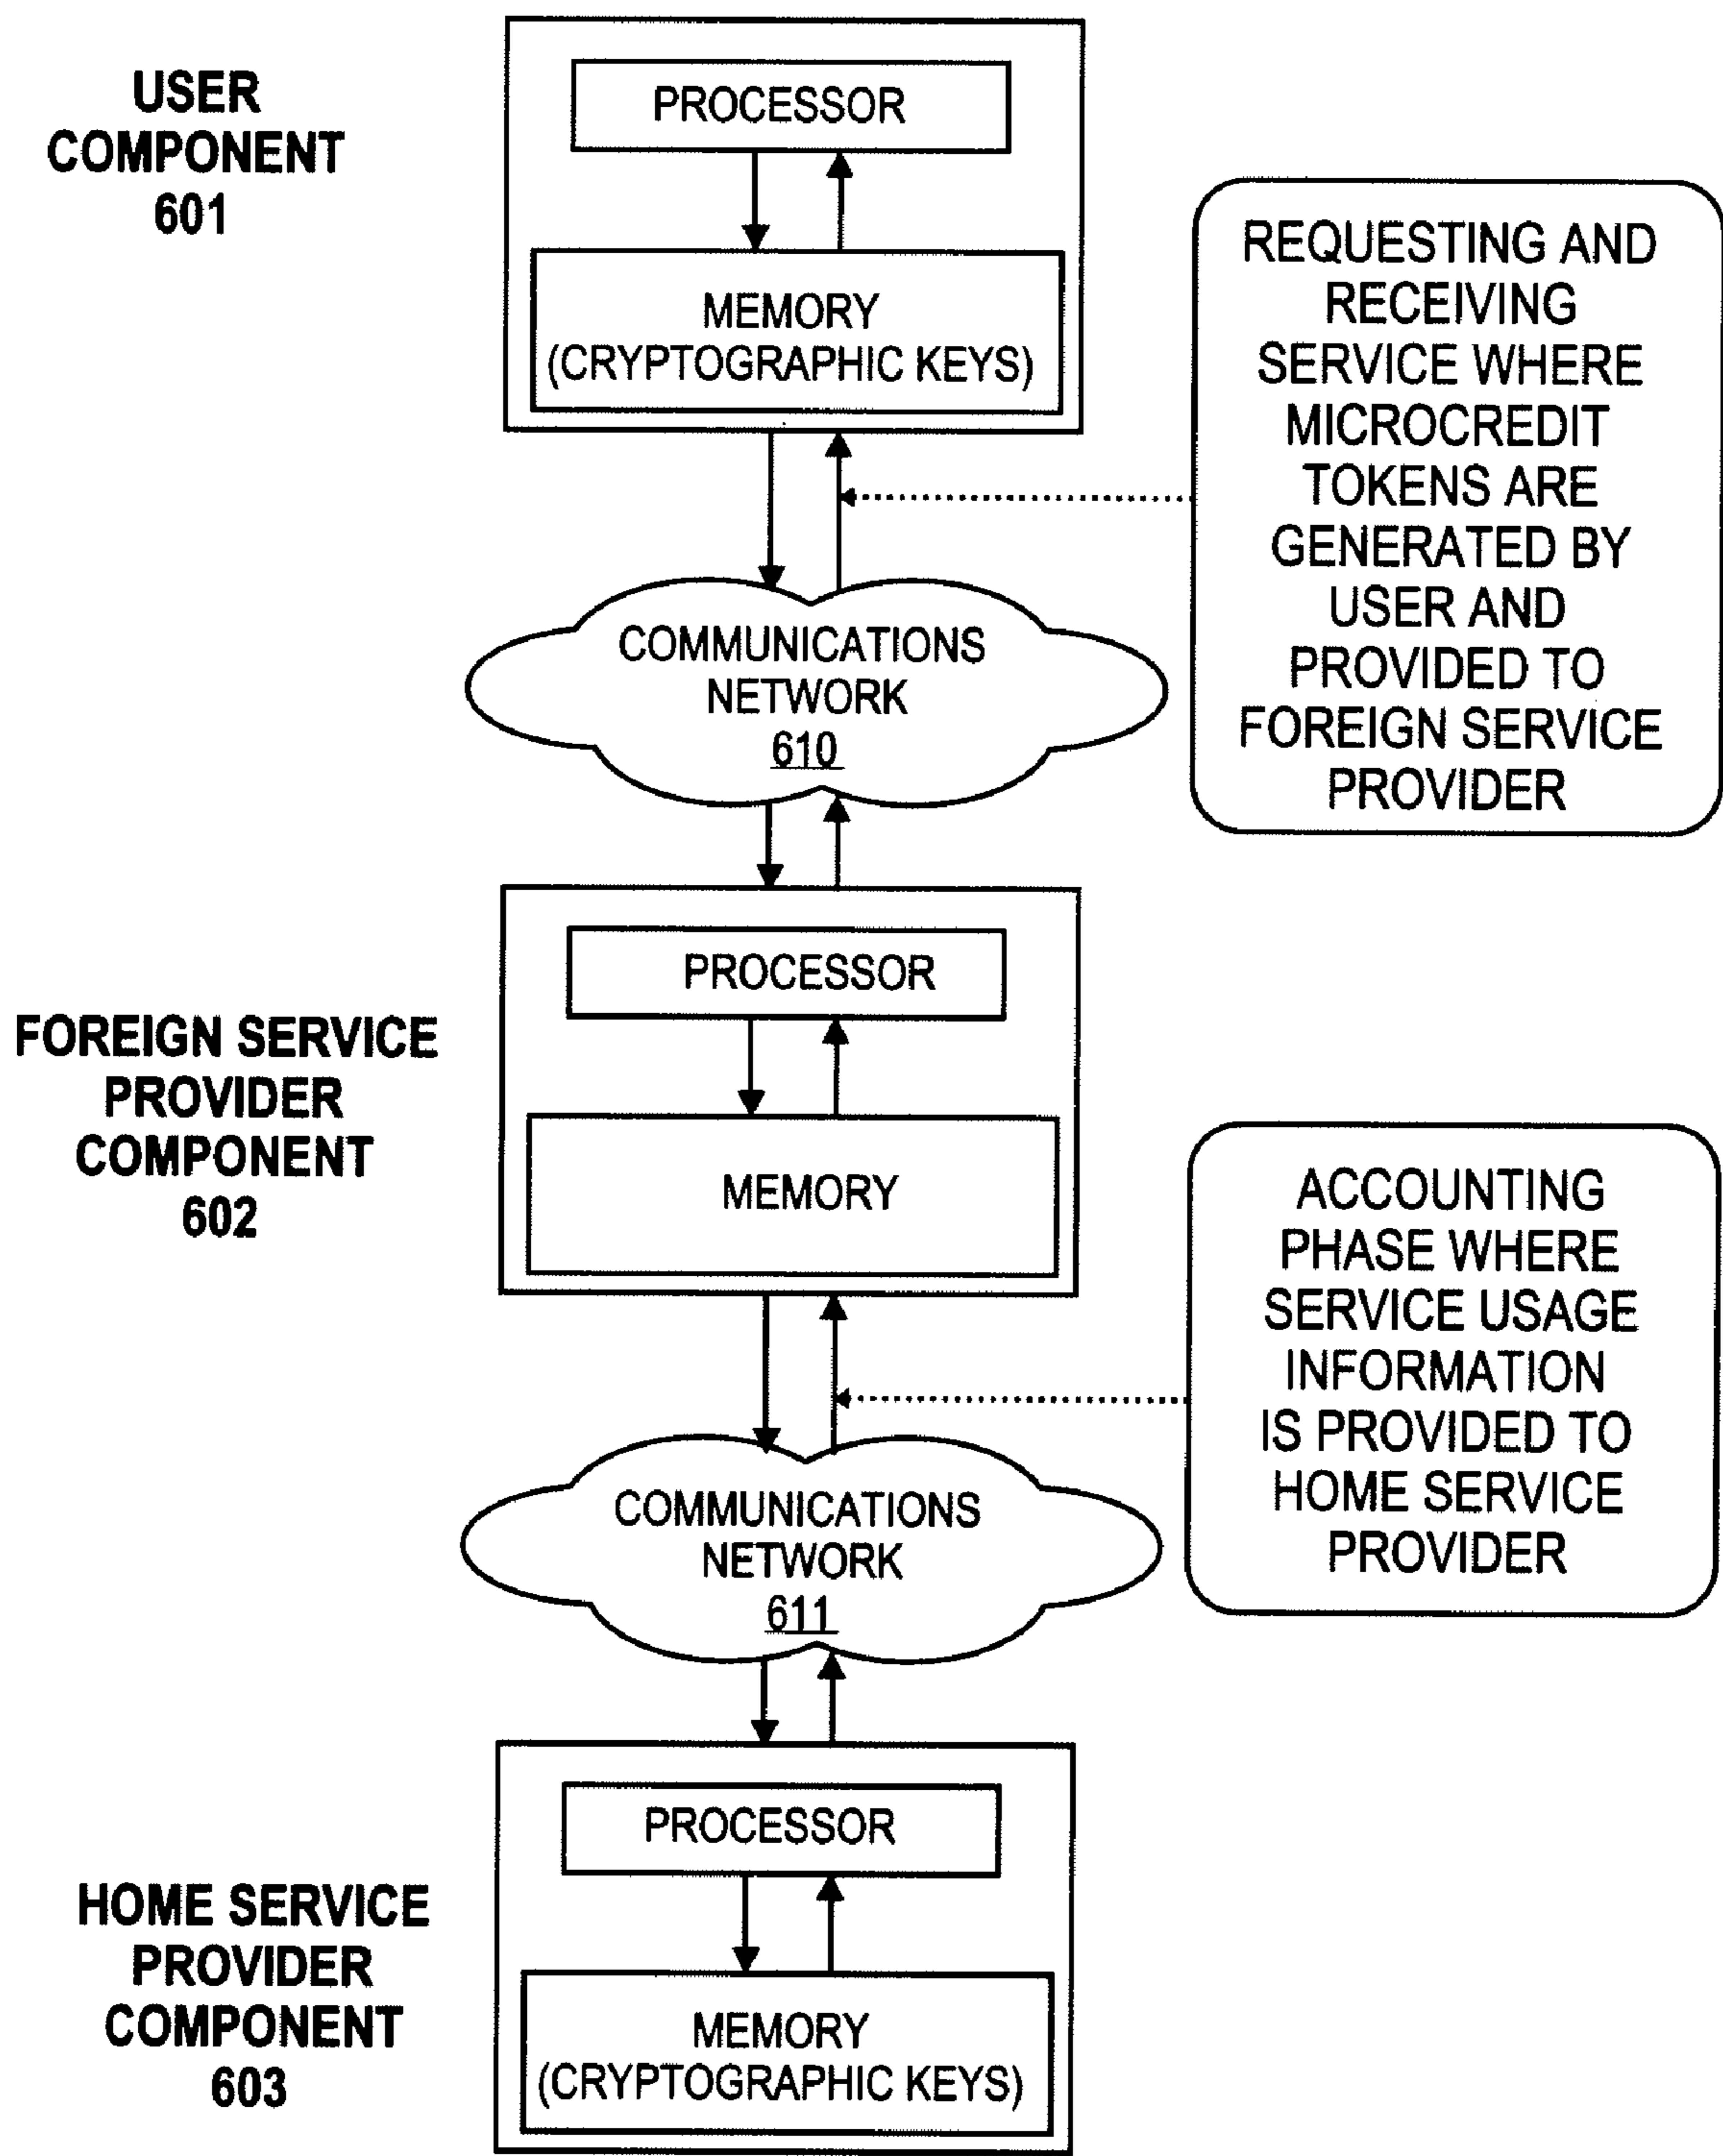 USER
COMPONENT
601
PROCESSOR
MEMORY
(CRYPTOGRAPHIC KEYS)
REQUESTING AND
RECEIVING
SERVICE WHERE
MICROCREDIT
TOKENS ARE
GENERATED BY
USER AND
PROVIDED TO
FOREIGN SERVICE
PROVIDER
COMMUNICATIONS
NETWORK
610
FOREIGN SERVICE
PROVIDER
COMPONENT
602
PROCESSOR
MEMORY
ACCOUNTING
PHASE WHERE
SERVICE USAGE
INFORMATION
IS PROVIDED TO
HOME SERVICE
PROVIDER
COMMUNICATIONS
NETWORK
611
HOME SERVICE
PROVIDER
COMPONENT
603
PROCESSOR
MEMORY
(CRYPTOGRAPHIC KEYS)